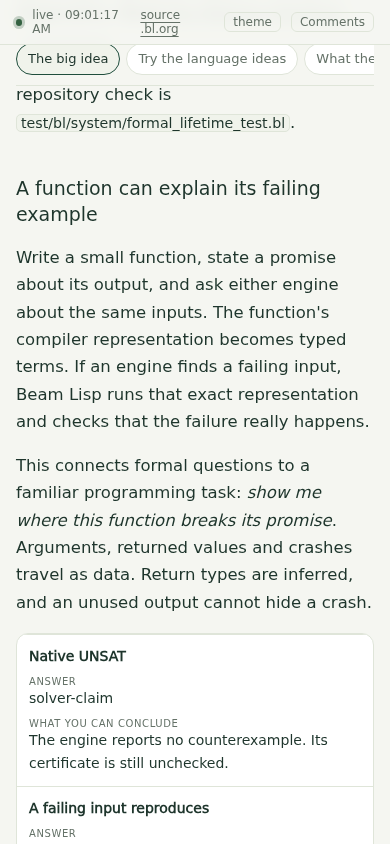 live · 09:01:17 AM
source .bl.org
theme
Comments
The big idea
Try the language ideas
What the
repository check is
test/bl/system/formal_lifetime_test.bl.
A function can explain its failing
example
Write a small function, state a promise
about its output, and ask either engine
about the same inputs. The function's
compiler representation becomes typed
terms. If an engine finds a failing input,
Beam Lisp runs that exact representation
and checks that the failure really happens.
This connects formal questions to a
familiar programming task: show me
where this function breaks its promise.
Arguments, returned values and crashes
travel as data. Return types are inferred,
and an unused output cannot hide a crash.
Native UNSAT
ANSWER
solver-claim
WHAT YOU CAN CONCLUDE
The engine reports no counterexample. Its
certificate is still unchecked.
A failing input reproduces
ANSWER